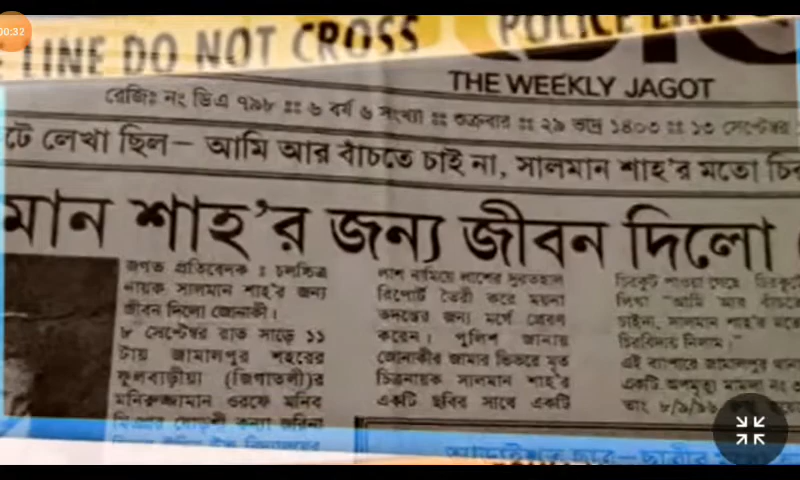 00:32
LINE DO NOT CROSS
POLICE LINE
THE WEEKLY JAGOT
রেজিঃ নং ডিএ ৭৯৮ ঃঃ ৬ বর্ষ ৬ সংখ্যা ঃঃ শুক্রবার ঃঃ ২৯ ভাদ্র ১৪০৩ ঃঃ ১৩ সেপ্টেম্বর
টে লেখা ছিল – আমি আর বাঁচতে চাই না, সালমান শাহ'র মতো চির
মান শাহ'র জন্য জীবন দিলো
জগত প্রতিবেদক ঃ চলচ্চিত্র
নায়ক সালমান শাহ'র জন্য
জীবন দিলো জোনাকী।
৮ সেপ্টেম্বর রাত সাড়ে ১১
টায় জামালপুর শহরের
ফুলবাড়ীয়া (জিগাতলী)র
মনিরুজ্জামান ওরফে মনির
লাশ নামিয়ে লাশের সুরতহাল
রিপোর্ট তৈরী করে ময়না
তদন্তের জন্য মর্গে প্রেরণ
করেন। পুলিশ জানায়
জোনাকীর জামার ভিতরে মৃত
চিত্রনায়ক সালমান শাহ'র
একটি ছবির সাথে একটি
চিরকুট পাওয়া গেছে চিরকুটে
লিখা "আমি আর বাঁচতে
চাইনা, সালমান শাহ'র মতো
চিরবিদায় নিলাম।"
এই ব্যাপারে জামালপুর থানায়
একটি অপমৃত্যু মামলা নং
তাং ৮/৯/৯৬